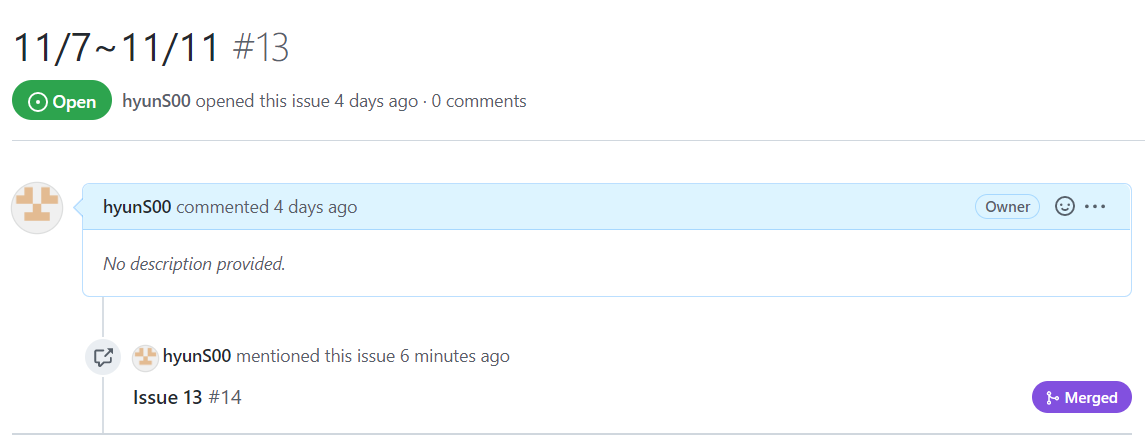 11/7~11/11 #13
Open hyunS00 opened this issue 4 days ago · 0 comments
hyunS00 commented 4 days ago Owner
No description provided.
hyunS00 mentioned this issue 6 minutes ago
Issue 13 #14 Merged